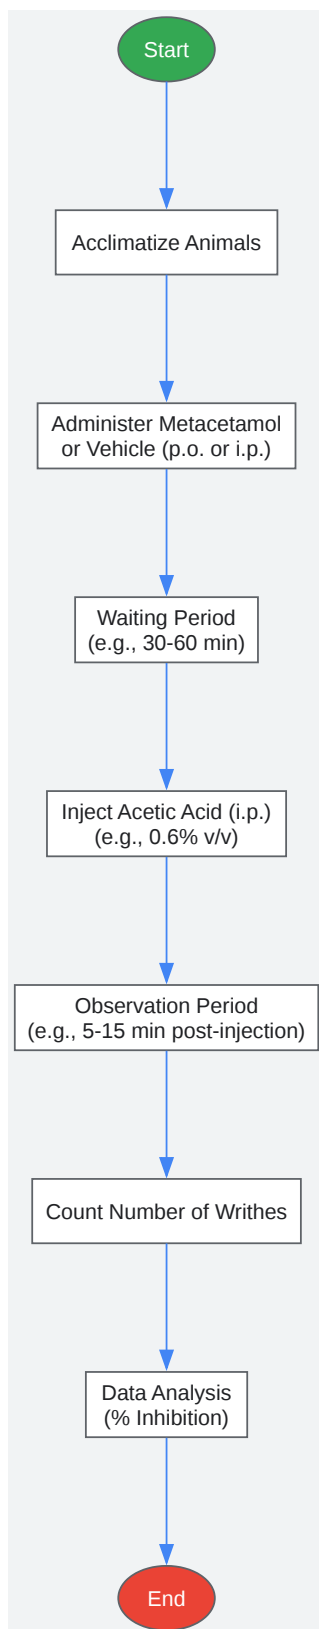 Start
Acclimatize Animals
Administer Metacetamol
or Vehicle (p.o. or i.p.)
Waiting Period
(e.g., 30-60 min)
Inject Acetic Acid (i.p.)
(e.g., 0.6% v/v)
Observation Period
(e.g., 5-15 min post-injection)
Count Number of Writhes
Data Analysis
(% Inhibition)
End